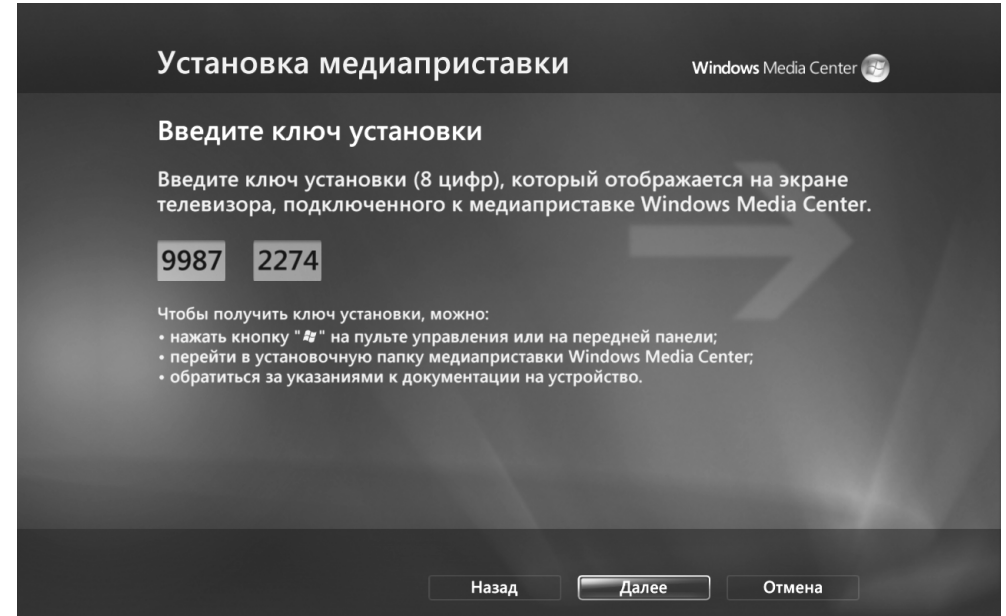 Установка медиаприставки
Windows Media Center
Введите ключ установки
Введите ключ установки (8 цифр), который отображается на экране
телевизора, подключенного к медиаприставке Windows Media Center.
9987 2274
Чтобы получить ключ установки, можно:
• нажать кнопку "" на пульте управления или на передней панели;
• перейти в установочную папку медиаприставки Windows Media Center;
• обратиться за указаниями к документации на устройство.
Назад Далее Отмена